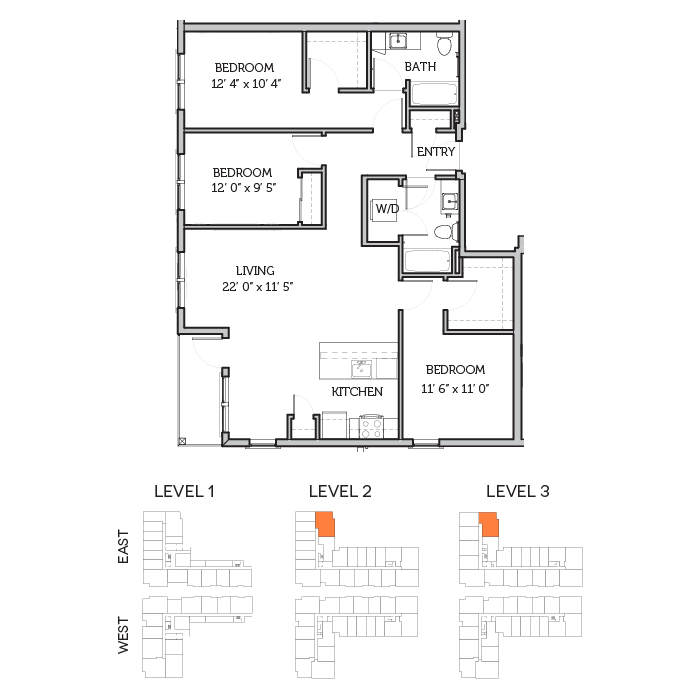 BEDROOM
12' 4" x 10' 4"
BATH
ENTRY
BEDROOM
12' 0" x 9' 5"
W/D
LIVING
22' 0" x 11' 5"
BEDROOM
11' 6" x 11' 0"
KITCHEN
LEVEL 1
LEVEL 2
LEVEL 3
EAST
WEST